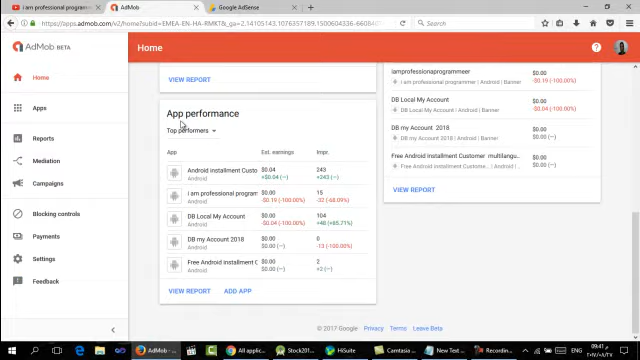 i am professional programm
AdMob
Google AdSense
https://apps.admob.com/v2/home?subid=EMEA-EN-HA-RMKT&_ga=2.14105143.1076357189.1565477202-1
Search
AdMob BETA
Home
Home
Apps
Reports
Mediation
Campaigns
Blocking controls
Payments
Settings
Feedback
VIEW REPORT
App performance
Top performers
App Est. earnings Impr.
Android installment Custo $0.04 243
Android +$0.04 (—) +243 (—)
i am professional program $0.00 15
Android -$0.19 (-100.00%) -32 (-68.09%)
DB Local My Account $0.00 104
Android -$0.04 (-100.00%) +48 (+85.71%)
DB my Account 2018 $0.00 0
Android $0.00 (—) -13 (-100.00%)
Free Android installment C $0.00 2
Android $0.00 (—) +2 (—)
VIEW REPORT ADD APP
iamprofessionaprogrammeer $0.00
i am professional programmer | Android | Banner -$0.19 (-100.00%)
DB Local My Account $0.00
DB Local My Account | Android | Banner -$0.04 (-100.00%)
DB my Account 2018 $0.00
DB my Account 2018 | Android | Banner $0.00 (—)
Free Android installment Customer multilangu... $0.00
Free Android installment Custome... | Android | Banner $0.00 (—)
VIEW REPORT
© 2017 Google Privacy Terms Leave Beta
AdMob - ...
All applic...
Stock201...
HiSuite
Camtasia ...
New Text ...
Recording...
ENG